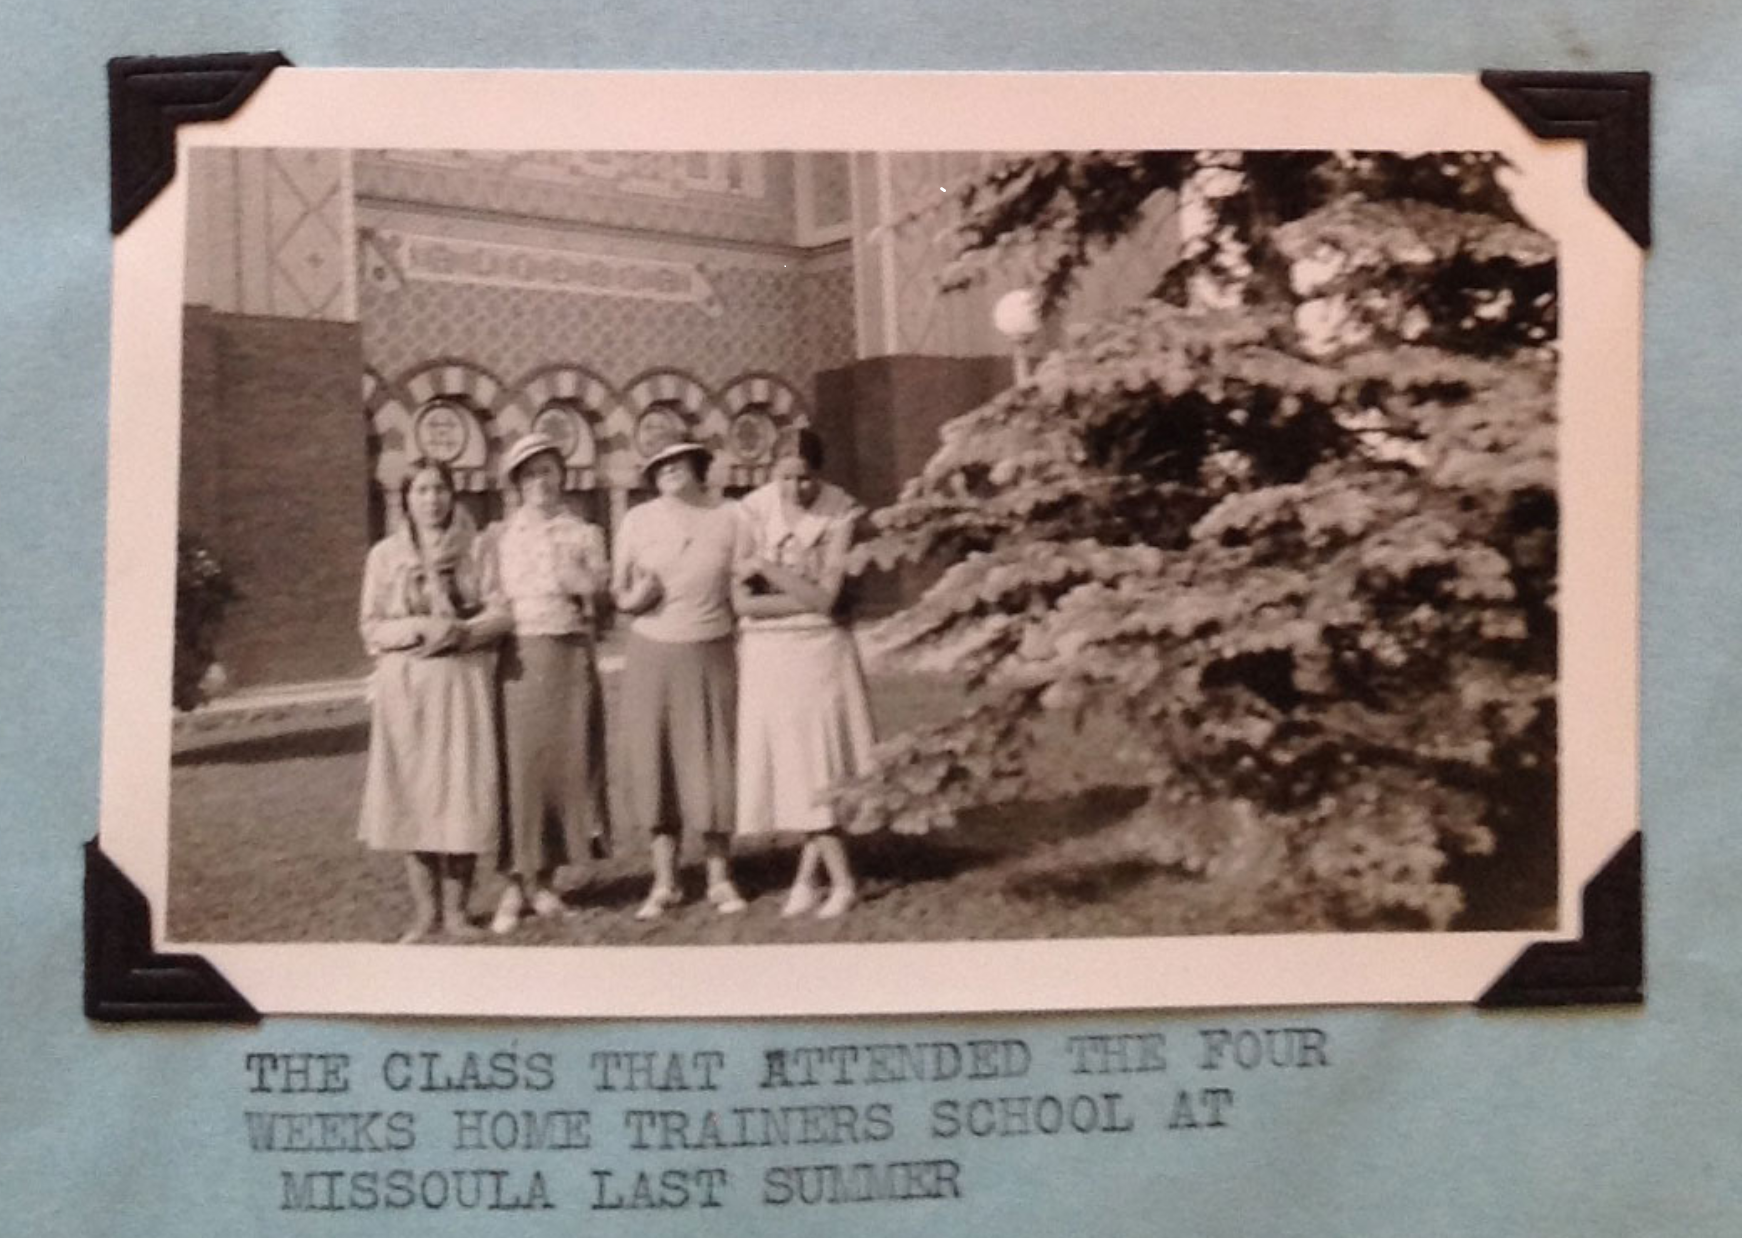 THE CLASS THAT ATTENDED THE FOUR
WEEKS HOME TRAINERS SCHOOL AT
MISSOULA LAST SUMMER